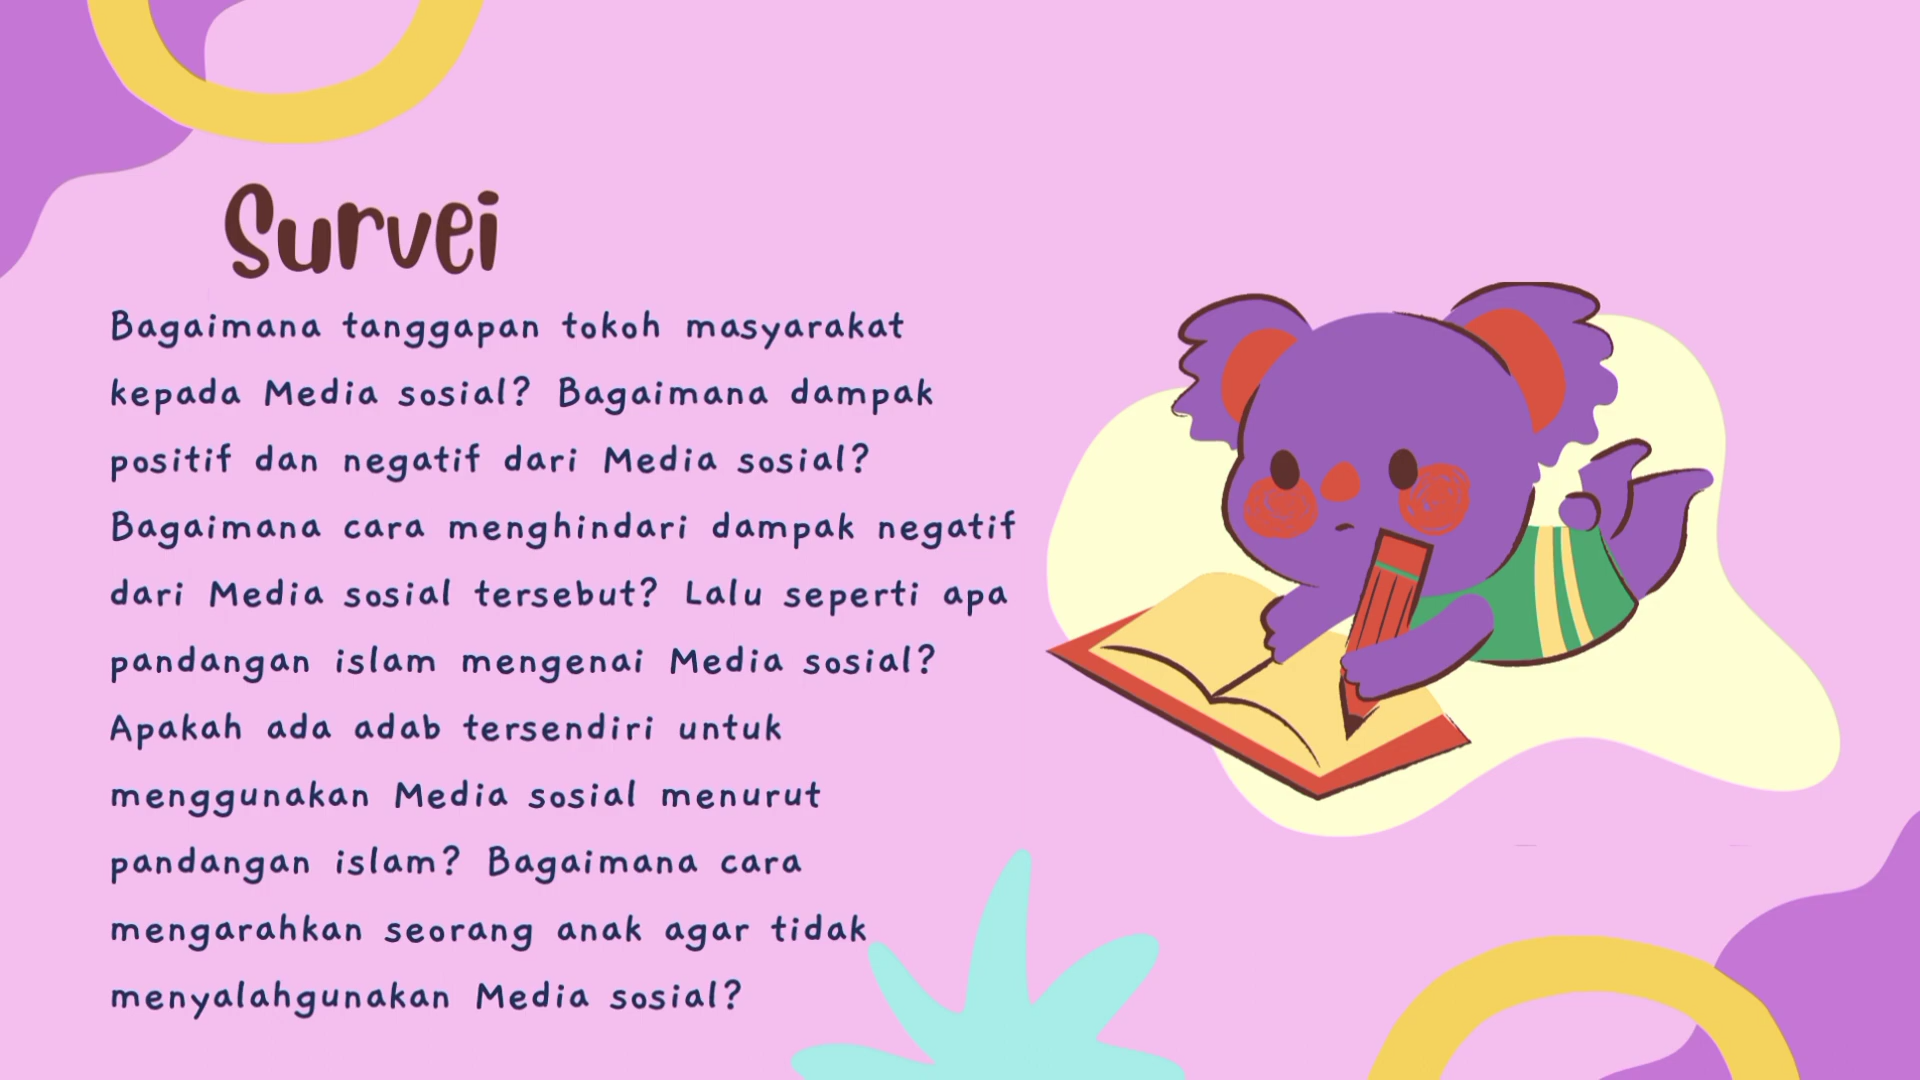 Survei
Bagaimana tanggapan tokoh masyarakat
kepada Media sosial? Bagaimana dampak
positif dan negatif dari Media sosial?
Bagaimana cara menghindari dampak negatif
dari Media sosial tersebut? Lalu seperti apa
pandangan islam mengenai Media sosial?
Apakah ada adab tersendiri untuk
menggunakan Media sosial menurut
pandangan islam? Bagaimana cara
mengarahkan seorang anak agar tidak
menyalahgunakan Media sosial?